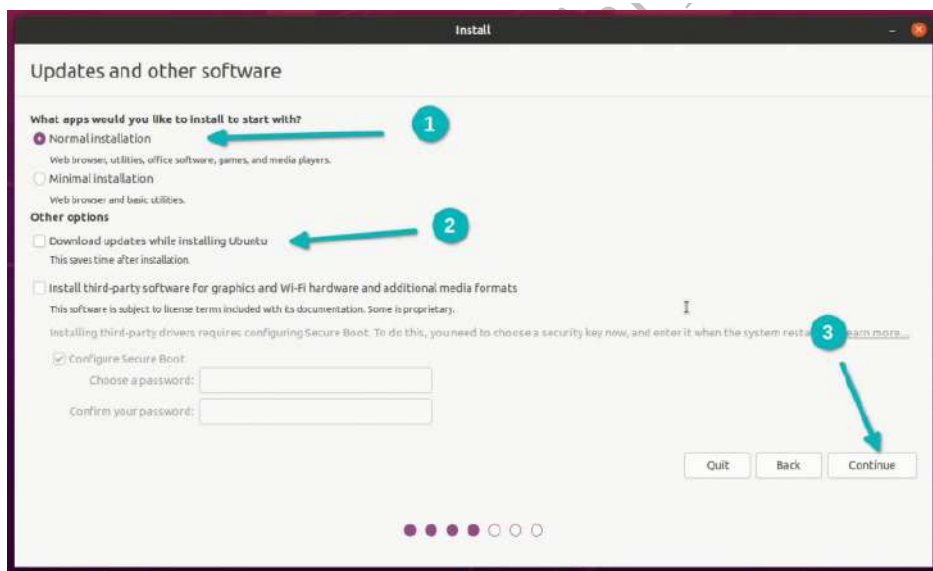 Install
Updates and other software
What apps would you like to install to start with?
Normal installation
Web browser, utilities, office software, games, and media players.
Minimal installation
Web browser and basic utilities.
Other options
Download updates while installing Ubuntu
This saves time after installation.
Install third-party software for graphics and Wi-Fi hardware and additional media formats
This software is subject to license terms included with its documentation. Some is proprietary.
Installing third-party drivers requires configuring Secure Boot. To do this, you need to choose a security key now, and enter it when the system more...
Configure Secure Boot
Choose a password:
Confirm your password:
Quit Back Continue
1
2
3